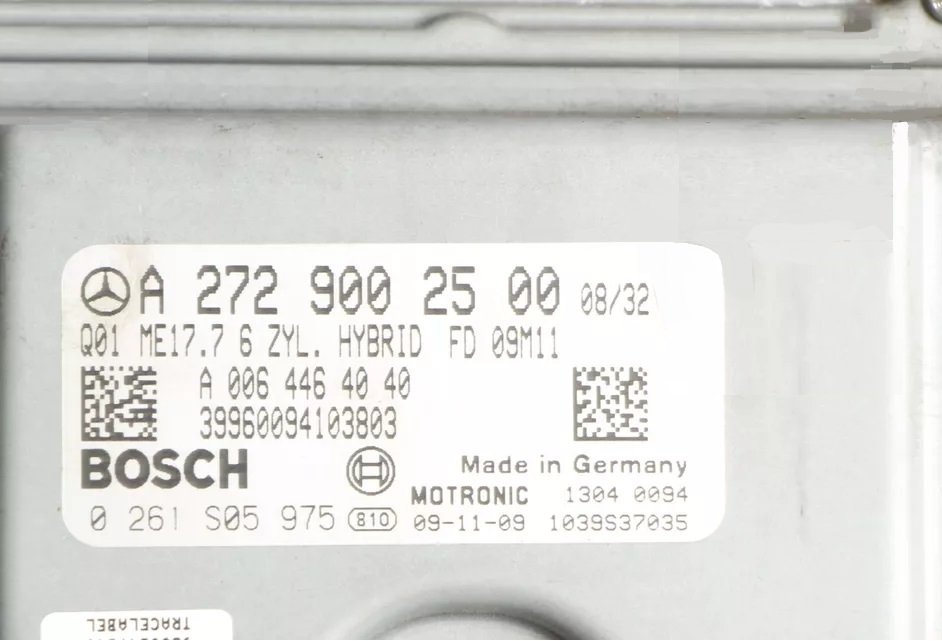 A 272 900 25 00 08/32
Q01 ME17.7 6 ZYL. HYBRID FD 09M11
A 006 446 40 40
39960094103803
BOSCH
Made in Germany
MOTRONIC 1304 0094
0 261 S05 975 810 09-11-09 1039S37035
TRACELABEL